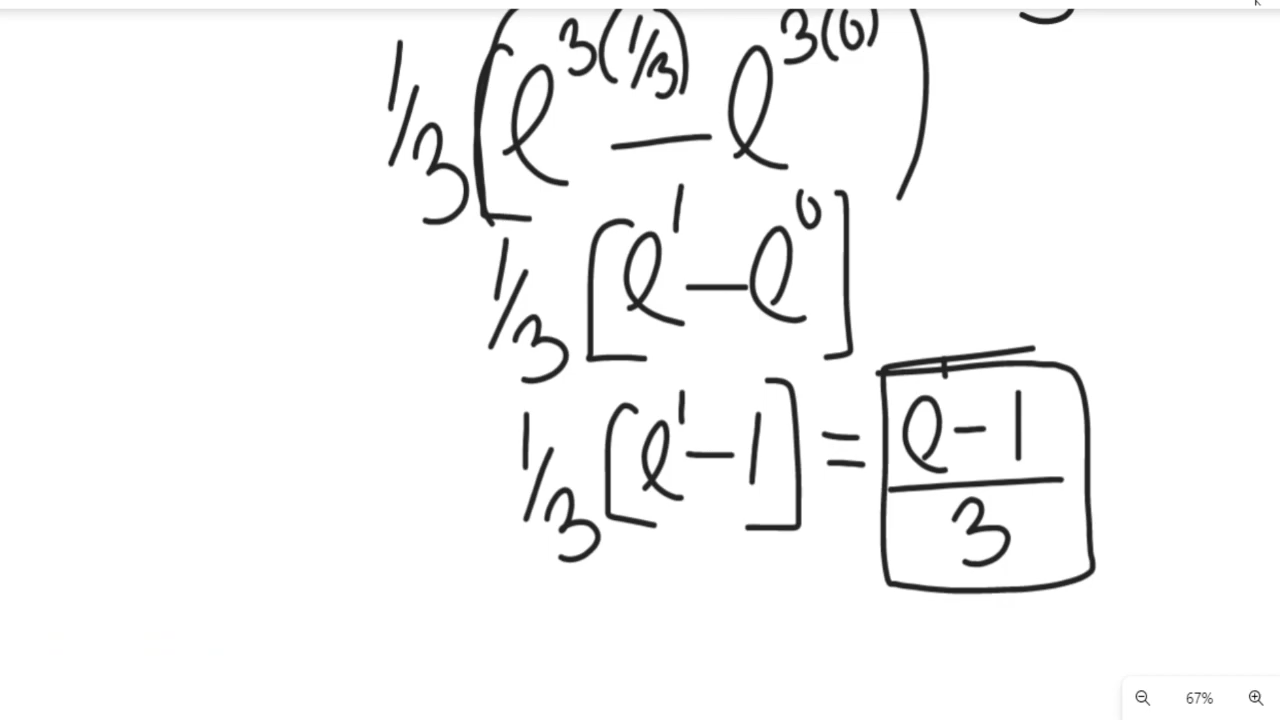 1/3 [e^{3(1/3)} — e^{3(0)})
1/3 [e^1 — e^0]
1/3 [e^1 — 1] = e - 1 / 3
67%